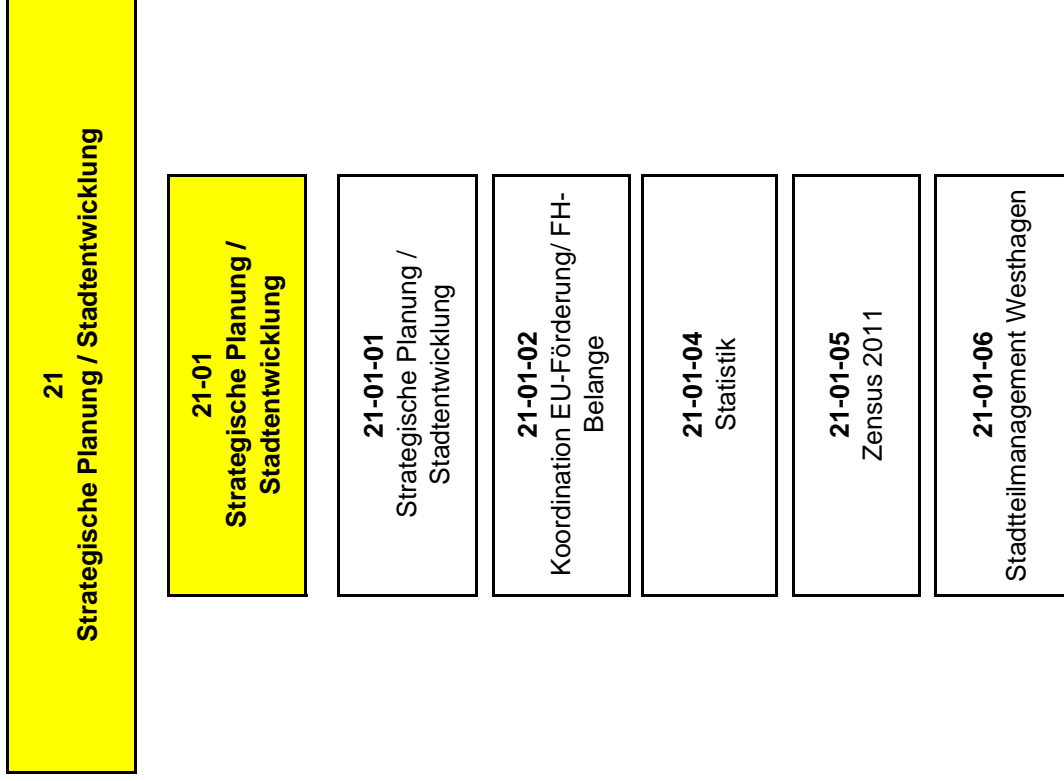 21
Strategische Planung / Stadtentwicklung
21-01
Strategische Planung /
Stadtentwicklung
21-01-01
Strategische Planung /
Stadtentwicklung
21-01-02
Koordination EU-Förderung/ FH-
Belange
21-01-04
Statistik
21-01-05
Zensus 2011
21-01-06
Stadtteilmanagement Westhagen